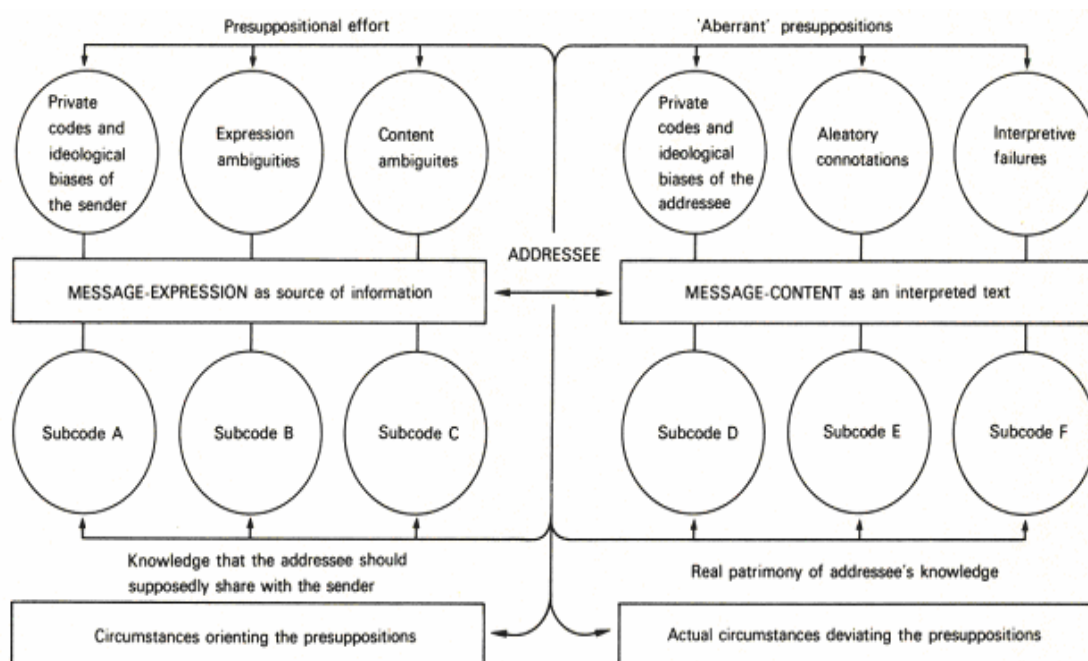 Presuppositional effort
'Aberrant' presuppositions
Private
codes and
ideological
biases of
the sender
Expression
ambiguities
Content
ambiguites
Private
codes and
ideological
biases of the
addressee
Aleatory
connotations
Interpretive
failures
ADDRESSEE
MESSAGE-EXPRESSION as source of information
MESSAGE-CONTENT as an interpreted text
Subcode A
Subcode B
Subcode C
Subcode D
Subcode E
Subcode F
Knowledge that the addressee should
supposedly share with the sender
Real patrimony of addressee's knowledge
Circumstances orienting the presuppositions
Actual circumstances deviating the presuppositions